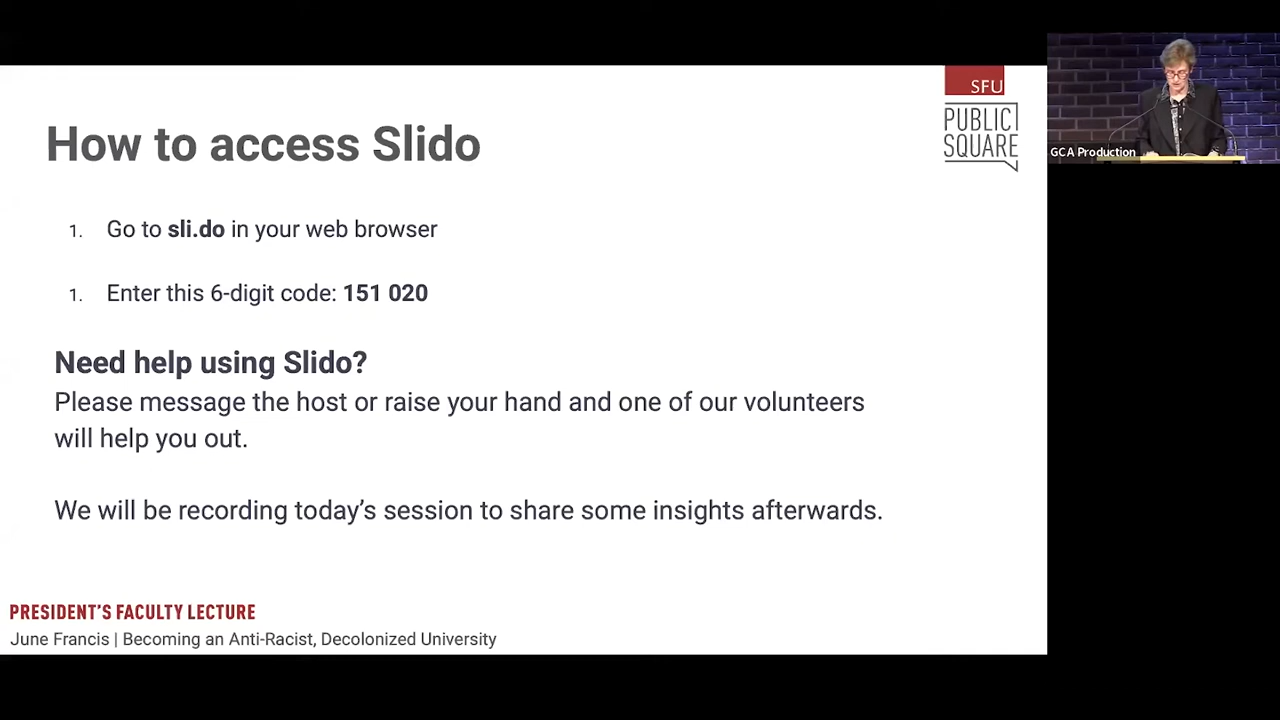 SFU
PUBLIC
SQUARE
How to access Slido
1. Go to sli.do in your web browser
1. Enter this 6-digit code: 151 020
Need help using Slido?
Please message the host or raise your hand and one of our volunteers
will help you out.
We will be recording today's session to share some insights afterwards.
PRESIDENT'S FACULTY LECTURE
June Francis | Becoming an Anti-Racist, Decolonized University
GCA Production